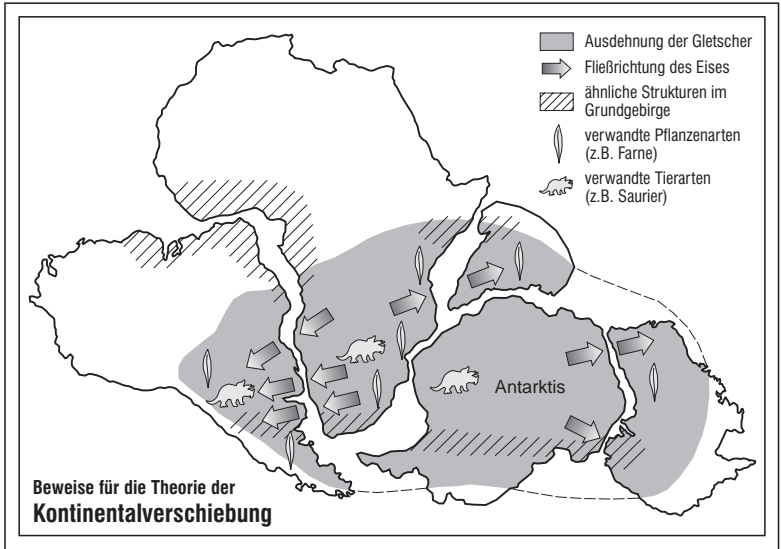 Ausdehnung der Gletscher
Fließrichtung des Eises
ähnliche Strukturen im
Grundgebirge
verwandte Pflanzenarten
(z.B. Farne)
verwandte Tierarten
(z.B. Saurier)
Antarktis
Beweise für die Theorie der
Kontinentalverschiebung